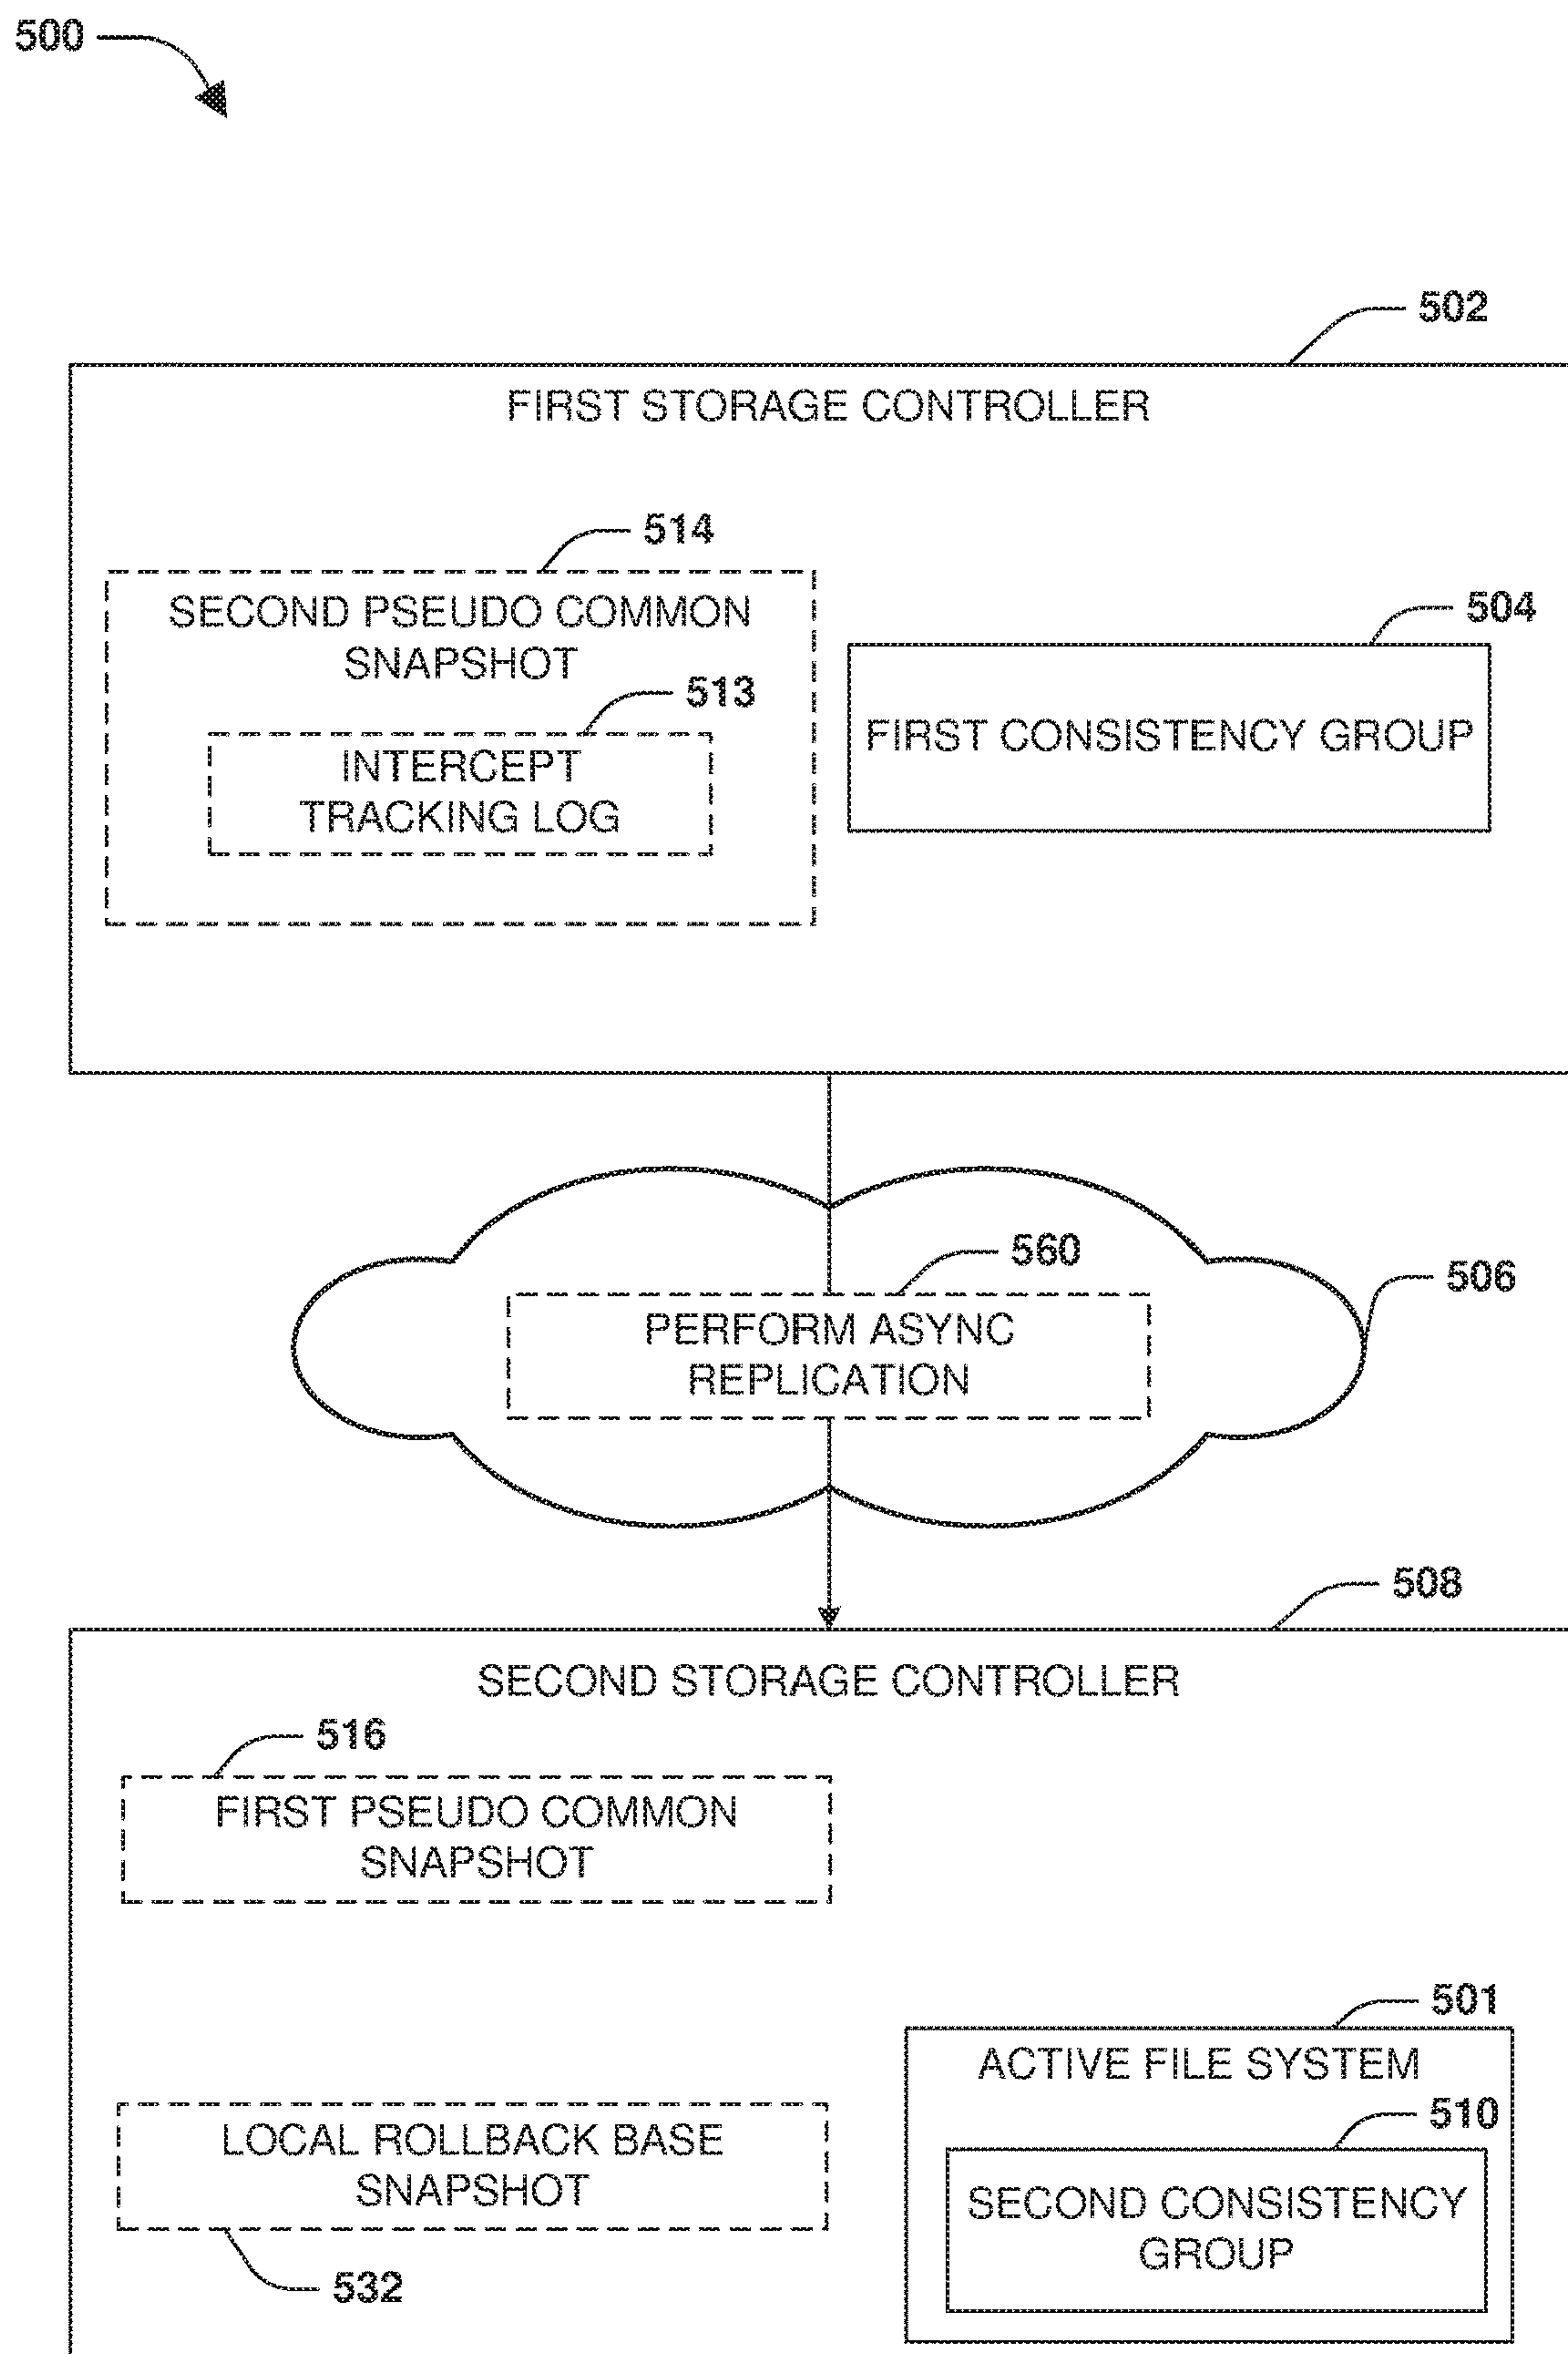 500
502
FIRST STORAGE CONTROLLER
514
SECOND PSEUDO COMMON
SNAPSHOT
513
INTERCEPT
TRACKING LOG
504
FIRST CONSISTENCY GROUP
560
PERFORM ASYNC
REPLICATION
506
508
SECOND STORAGE CONTROLLER
516
FIRST PSEUDO COMMON
SNAPSHOT
501
ACTIVE FILE SYSTEM
510
SECOND CONSISTENCY
GROUP
LOCAL ROLLBACK BASE
SNAPSHOT
532